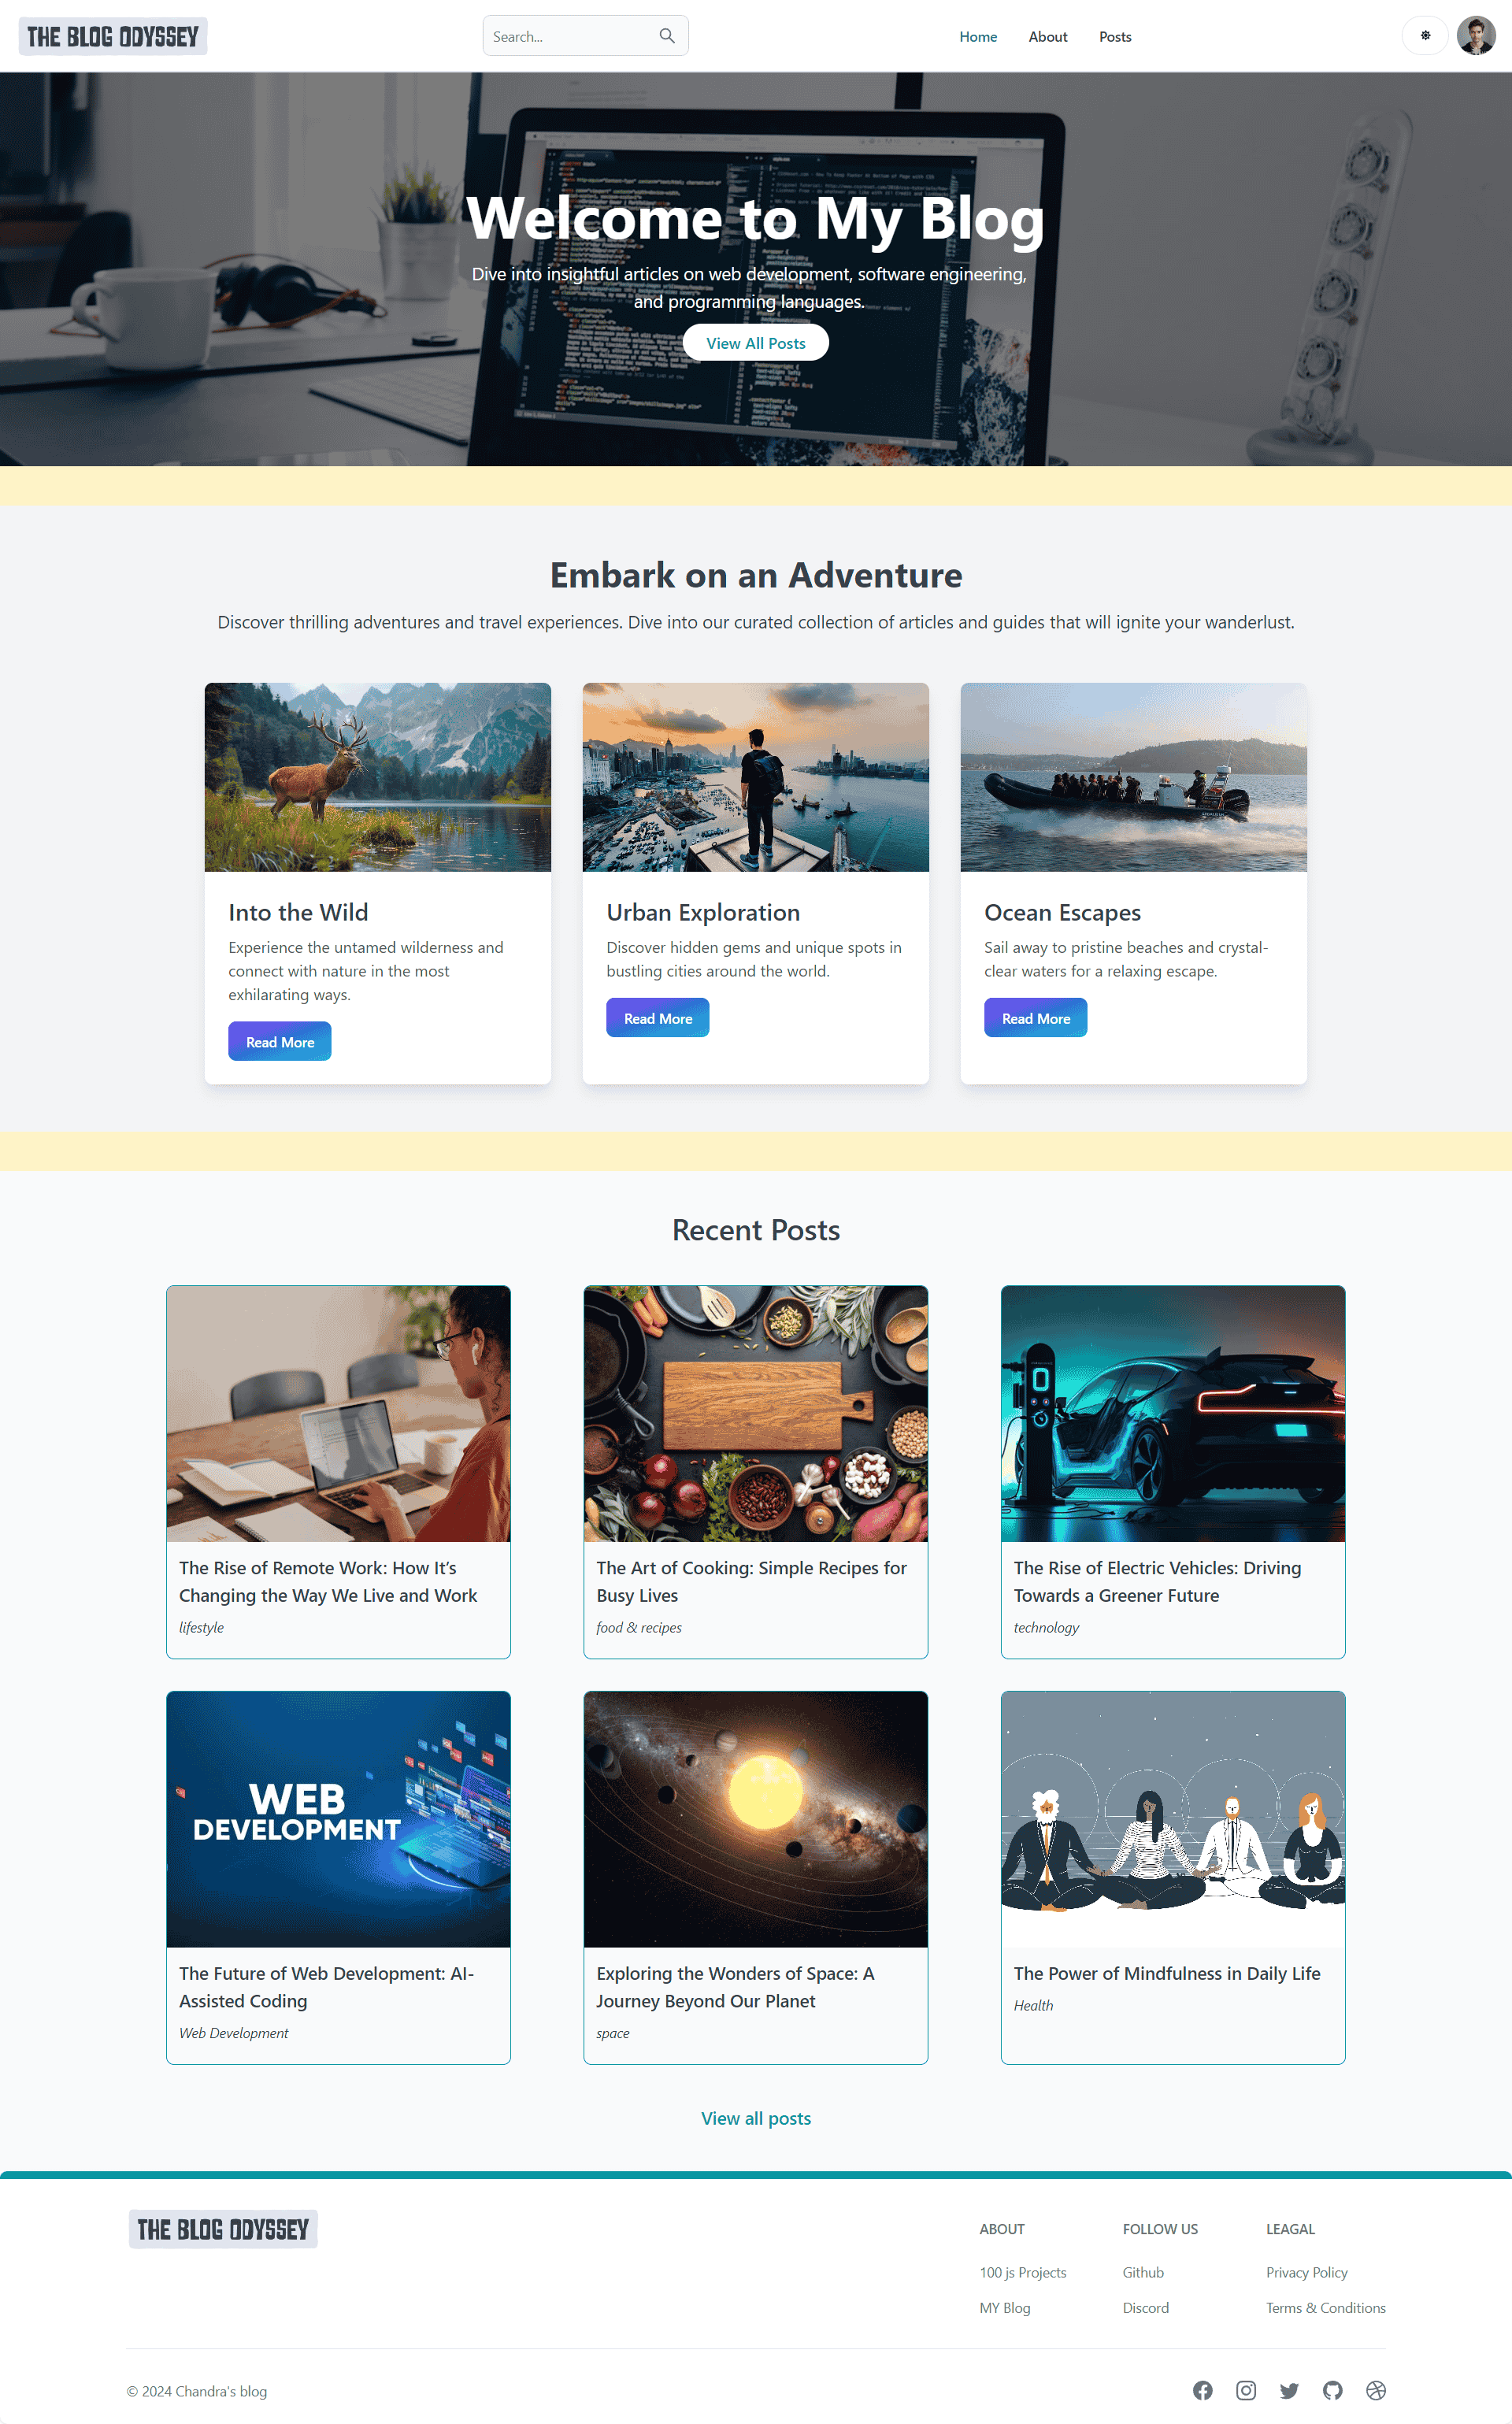 THE BLOG ODYSSEY
Search...
Home
About
Posts
Welcome to My Blog
Dive into insightful articles on web development, software engineering,
and programming languages.
View All Posts
Embark on an Adventure
Discover thrilling adventures and travel experiences. Dive into our curated collection of articles and guides that will ignite your wanderlust.
Into the Wild
Experience the untamed wilderness and
connect with nature in the most
exhilarating ways.
Read More
Urban Exploration
Discover hidden gems and unique spots in
bustling cities around the world.
Read More
Ocean Escapes
Sail away to pristine beaches and crystal-
clear waters for a relaxing escape.
Read More
Recent Posts
The Rise of Remote Work: How It’s
Changing the Way We Live and Work
lifestyle
The Art of Cooking: Simple Recipes for
Busy Lives
food & recipes
The Rise of Electric Vehicles: Driving
Towards a Greener Future
technology
WEB
DEVELOPMENT
The Future of Web Development: AI-
Assisted Coding
Web Development
Exploring the Wonders of Space: A
Journey Beyond Our Planet
space
The Power of Mindfulness in Daily Life
Health
View all posts
THE BLOG ODYSSEY
ABOUT
100 js Projects
MY Blog
FOLLOW US
Github
Discord
LEAGAL
Privacy Policy
Terms & Conditions
© 2024 Chandra's blog